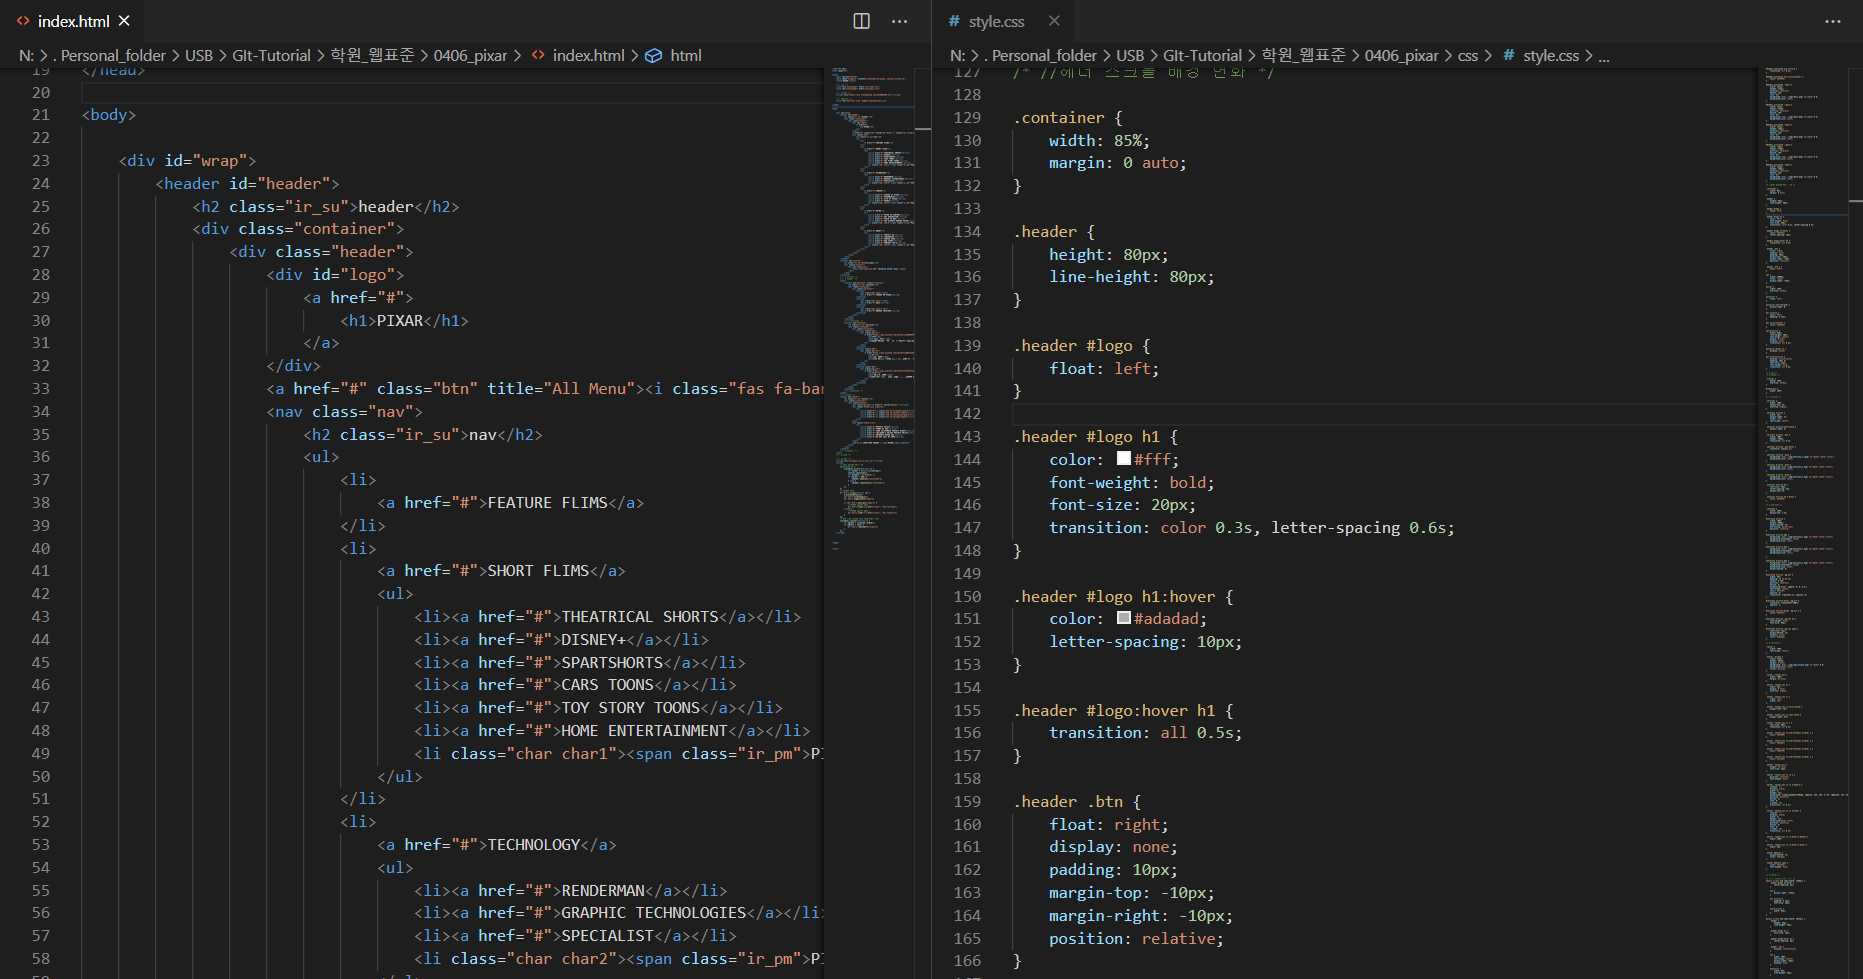 index.html
N: > . Personal_folder > USB > GIt-Tutorial > 학원_웹표준 > 0406_pixar > index.html > html
19 </head>
20
21 <body>
22
23 <div id="wrap">
24 <header id="header">
25 <h2 class="ir_su">header</h2>
26 <div class="container">
27 <div class="header">
28 <div id="logo">
29 <a href="#">
30 <h1>PIXAR</h1>
31 </a>
32 </div>
33 <a href="#" class="btn" title="All Menu"><i class="fas fa-bar
34 <nav class="nav">
35 <h2 class="ir_su">nav</h2>
36 <ul>
37 <li>
38 <a href="#">FEATURE FLIMS</a>
39 </li>
40 <li>
41 <a href="#">SHORT FLIMS</a>
42 <ul>
43 <li><a href="#">THEATRICAL SHORTS</a></li>
44 <li><a href="#">DISNEY+</a></li>
45 <li><a href="#">SPARTSHORTS</a></li>
46 <li><a href="#">CARS TOONS</a></li>
47 <li><a href="#">TOY STORY TOONS</a></li>
48 <li><a href="#">HOME ENTERTAINMENT</a></li>
49 <li class="char char1"><span class="ir_pm">PI
50 </ul>
51 </li>
52 <li>
53 <a href="#">TECHNOLOGY</a>
54 <ul>
55 <li><a href="#">RENDERMAN</a></li>
56 <li><a href="#">GRAPHIC TECHNOLOGIES</a></li>
57 <li><a href="#">SPECIALIST</a></li>
58 <li class="char char2"><span class="ir_pm">PI
# style.css
N: > . Personal_folder > USB > GIt-Tutorial > 학원_웹표준 > 0406_pixar > css > # style.css > ...
127 /* //헤더 스크롤 배경 변화 */
128
129 .container {
130 width: 85%;
131 margin: 0 auto;
132 }
133
134 .header {
135 height: 80px;
136 line-height: 80px;
137 }
138
139 .header #logo {
140 float: left;
141 }
142
143 .header #logo h1 {
144 color: #fff;
145 font-weight: bold;
146 font-size: 20px;
147 transition: color 0.3s, letter-spacing 0.6s;
148 }
149
150 .header #logo h1:hover {
151 color: #adadad;
152 letter-spacing: 10px;
153 }
154
155 .header #logo:hover h1 {
156 transition: all 0.5s;
157 }
158
159 .header .btn {
160 float: right;
161 display: none;
162 padding: 10px;
163 margin-top: -10px;
164 margin-right: -10px;
165 position: relative;
166 }